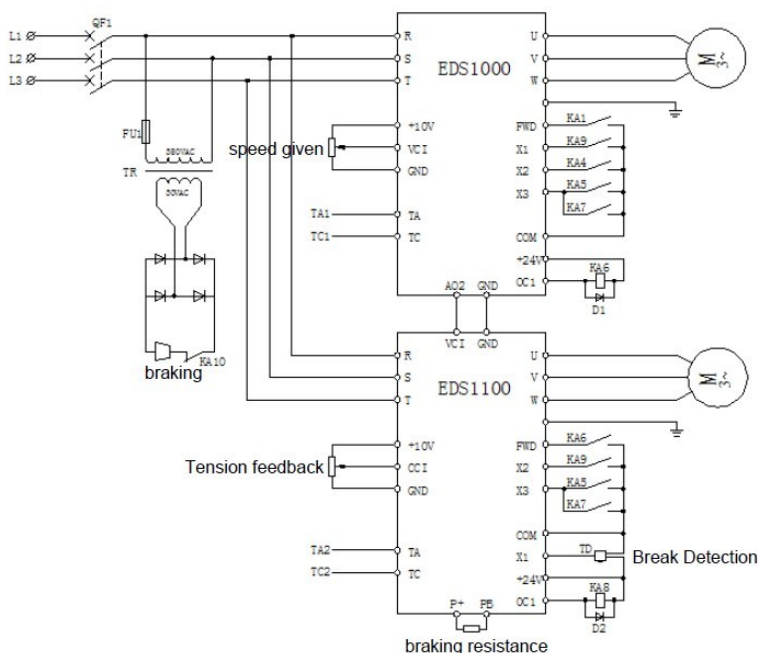 QF1
L1
L2
L3
R
S
T
U
V
W
EDS1000
M
3~
FU1
380VAC
TR
speed given
+10V
VCI
GND
TA1
TA
TC1
TC
FWD
KA1
X1
KA9
X2
KA4
X3
KA5
KA7
COM
+24V
OC1
KA6
D1
AO2
GND
VCI
GND
KA10
braking
R
S
T
U
V
W
EDS1100
M
3~
Tension feedback
+10V
CCI
GND
TA2
TA
TC2
TC
FWD
KA6
X2
KA9
X3
KA5
KA7
COM
X1
TD
Break Detection
+24V
OC1
KA8
D2
P+
PB
braking resistance